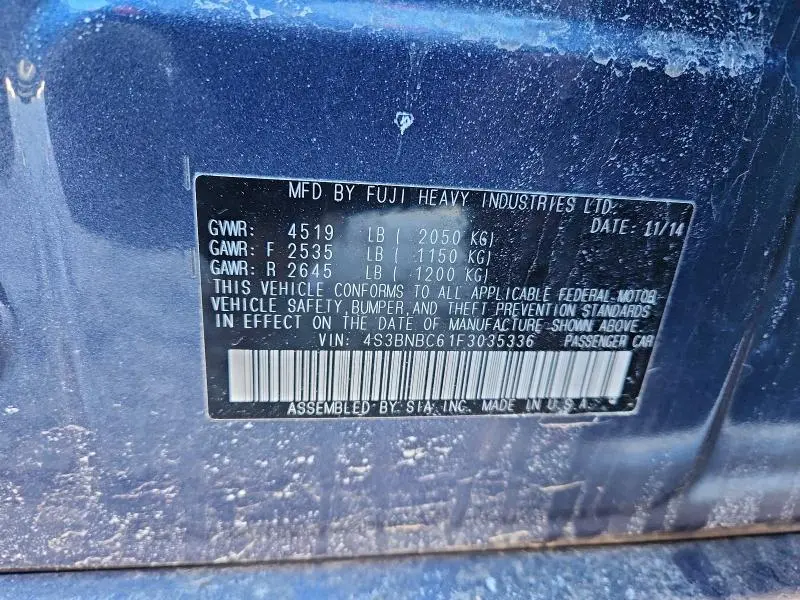 MFD BY FUJI HEAVY INDUSTRIES LTD.
DATE: 11/14
GVWR: 4519 LB ( 2050 KG)
GAWR: F 2535 LB ( 1150 KG)
GAWR: R 2645 LB ( 1200 KG)
THIS VEHICLE CONFORMS TO ALL APPLICABLE FEDERAL MOTOR
VEHICLE SAFETY, BUMPER, AND THEFT PREVENTION STANDARDS
IN EFFECT ON THE DATE OF MANUFACTURE SHOWN ABOVE
VIN: 4S3BNBC61F3035336 PASSENGER CAR
ASSEMBLED BY SIA, INC. MADE IN U.S.A.